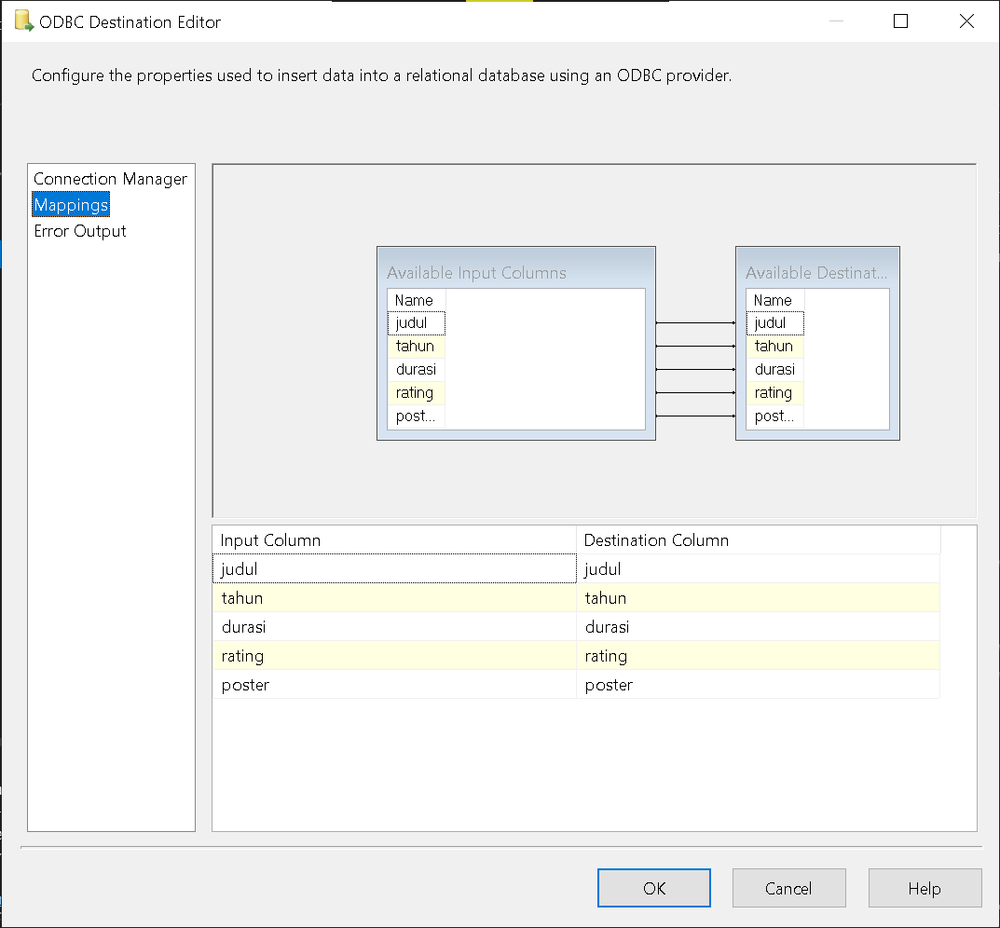 ODBC Destination Editor
Configure the properties used to insert data into a relational database using an ODBC provider.
Connection Manager
Mappings
Error Output
Available Input Columns
Name
judul
tahun
durasi
rating
post...
Available Destinat...
Name
judul
tahun
durasi
rating
post...
Input Column Destination Column
judul judul
tahun tahun
durasi durasi
rating rating
poster poster
OK Cancel Help